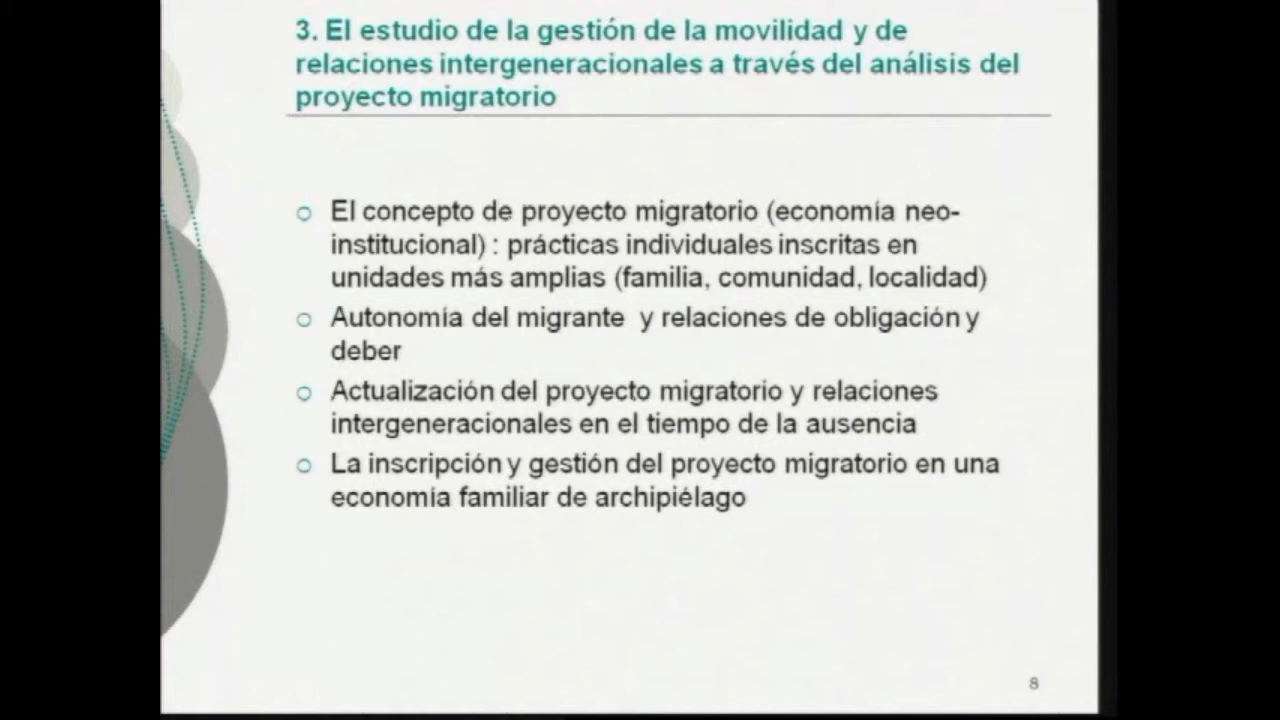 3. El estudio de la gestión de la movilidad y de
relaciones intergeneracionales a través del análisis del
proyecto migratorio
El concepto de proyecto migratorio (economía neo-
institucional) : prácticas individuales inscritas en
unidades más amplias (familia, comunidad, localidad)
Autonomía del migrante y relaciones de obligación y
deber
Actualización del proyecto migratorio y relaciones
intergeneracionales en el tiempo de la ausencia
La inscripción y gestión del proyecto migratorio en una
economía familiar de archipiélago
8